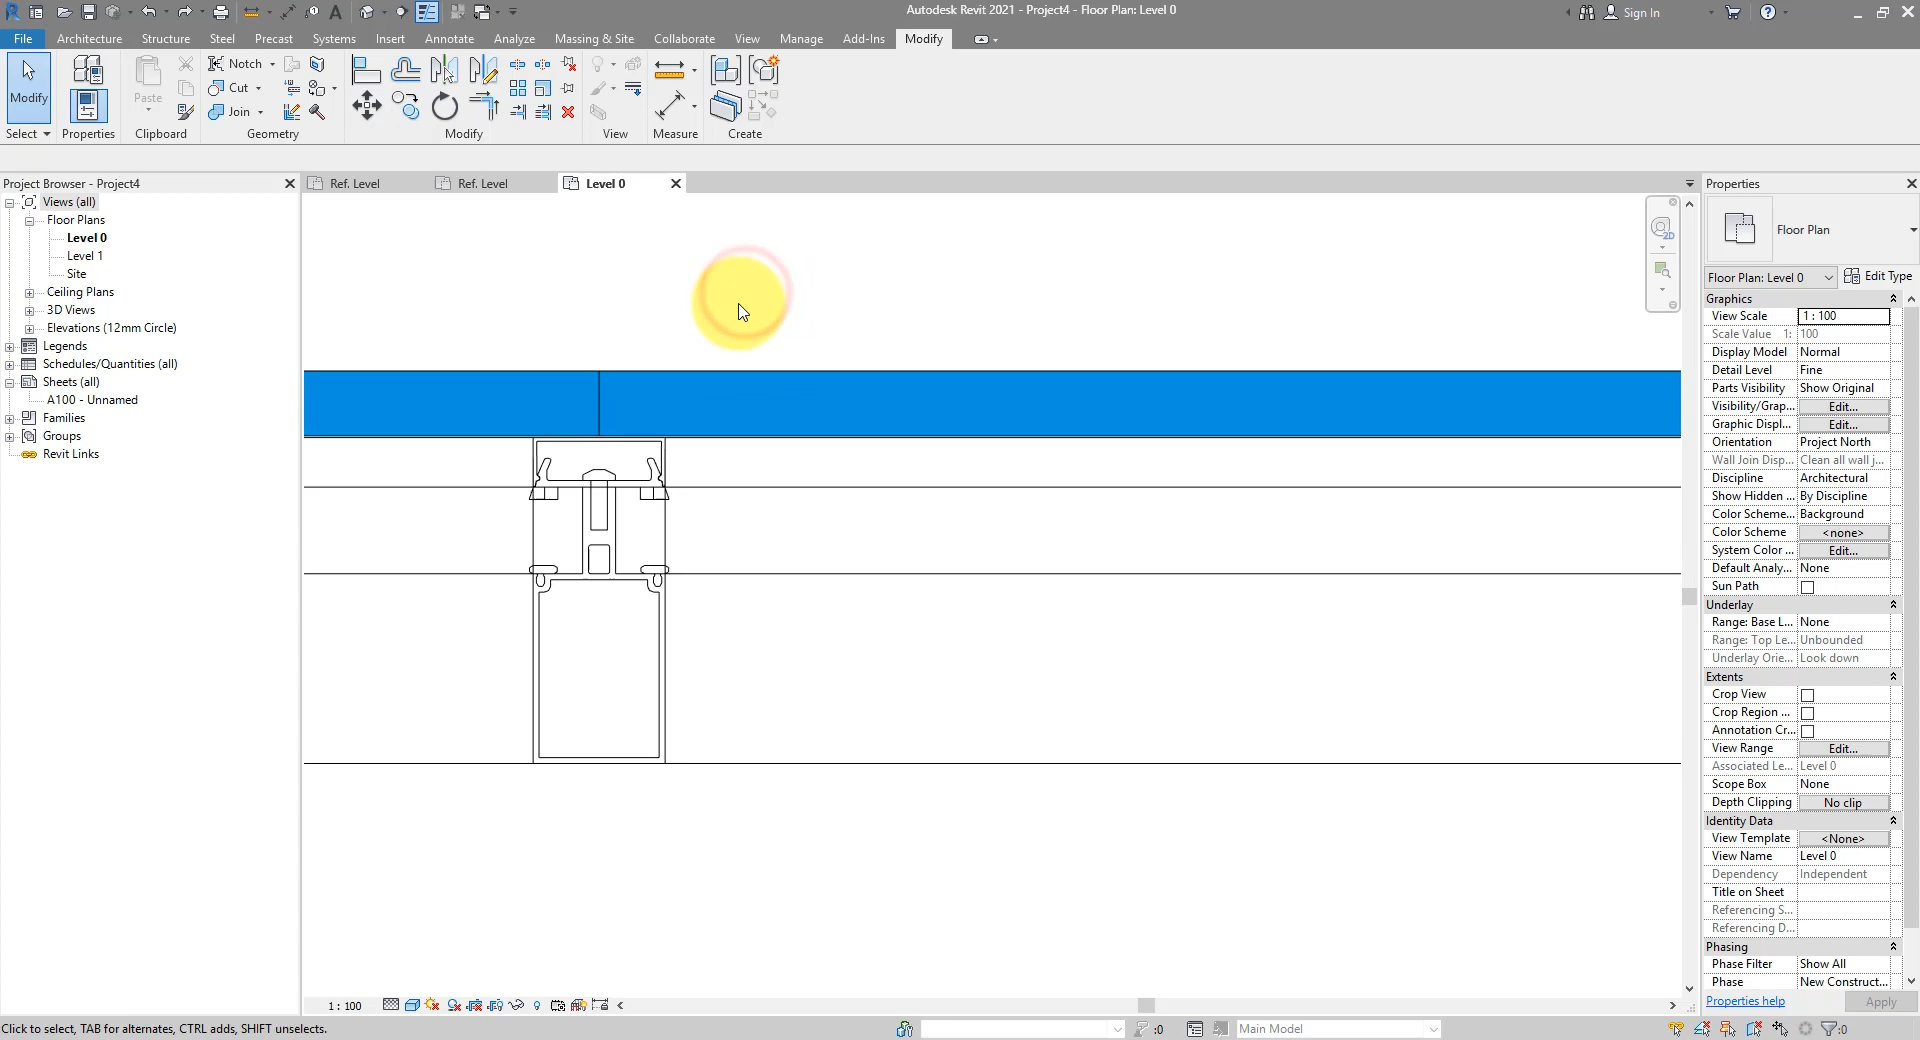 Autodesk Revit 2021 - Project4 - Floor Plan: Level 0
Sign In
File Architecture Structure Steel Precast Systems Insert Annotate Analyze Massing & Site Collaborate View Manage Add-Ins Modify
Modify
Paste
Notch
Cut
Join
Select Properties Clipboard Geometry Modify View Measure Create
Project Browser - Project4
Ref. Level
Ref. Level
Level 0
Properties
Views (all)
Floor Plans
Level 0
Level 1
Site
Ceiling Plans
3D Views
Elevations (12mm Circle)
Legends
Schedules/Quantities (all)
Sheets (all)
A100 - Unnamed
Families
Groups
Revit Links
2D
Floor Plan
Floor Plan: Level 0
Edit Type
Graphics
View Scale 1 : 100
Scale Value 1: 100
Display Model Normal
Detail Level Fine
Parts Visibility Show Original
Visibility/Grap... Edit...
Graphic Displ... Edit...
Orientation Project North
Wall Join Disp... Clean all wall j...
Discipline Architectural
Show Hidden ... By Discipline
Color Scheme... Background
Color Scheme <none>
System Color ... Edit...
Default Analy... None
Sun Path
Underlay
Range: Base L... None
Range: Top Le... Unbounded
Underlay Orie... Look down
Extents
Crop View
Crop Region ...
Annotation Cr...
View Range Edit...
Associated Le... Level 0
Scope Box None
Depth Clipping No clip
Identity Data
View Template <None>
View Name Level 0
Dependency Independent
Title on Sheet
Referencing S...
Referencing D...
Phasing
Phase Filter Show All
Phase New Construct...
Properties help
Apply
1 : 100
Click to select, TAB for alternates, CTRL adds, SHIFT unselects.
:0
Main Model
:0